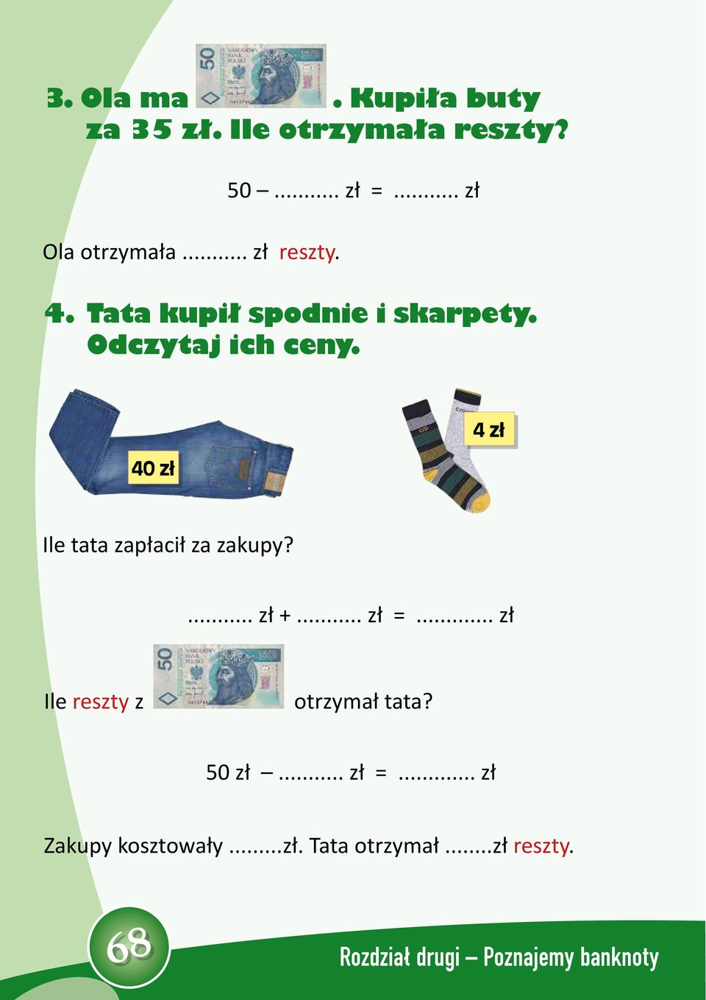 3. Ola ma 50 NARODOWY BANK POLSKI 50 . Kupiła buty
za 35 zł. Ile otrzymała reszty?
50 – ........... zł = ........... zł
Ola otrzymała ........... zł reszty.
4. Tata kupił spodnie i skarpety.
Odczytaj ich ceny.
4 zł
40 zł
Ile tata zapłacił za zakupy?
........... zł + ........... zł = ............. zł
Ile reszty z 50 NARODOWY BANK POLSKI 50 otrzymał tata?
50 zł – ........... zł = ............. zł
Zakupy kosztowały .........zł. Tata otrzymał ........zł reszty.
68
Rozdział drugi – Poznajemy banknoty